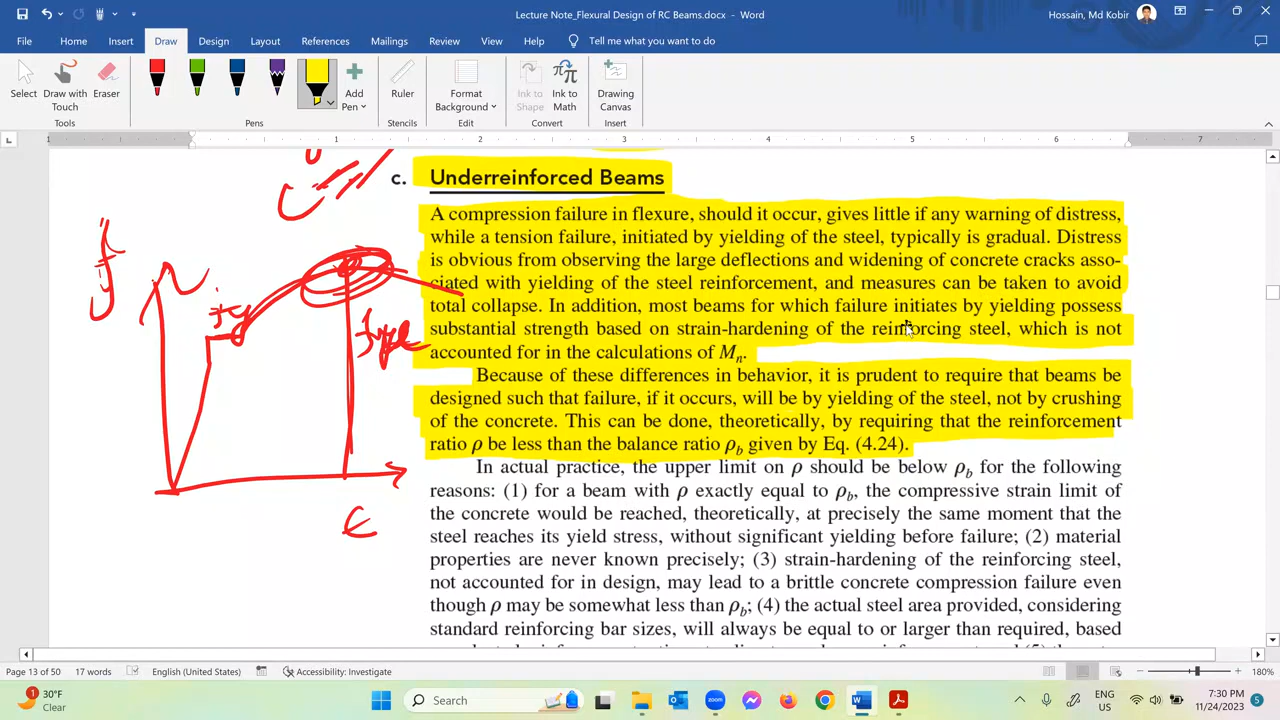 Lecture Note_Flexural Design of RC Beams.docx - Word
Hossain, Md Kobir
File Home Insert Draw Design Layout References Mailings Review View Help Tell me what you want to do
Select Draw with Touch Eraser Add Pen Ruler Format Background Ink to Shape Ink to Math Drawing Canvas
Tools Pens Stencils Edit Convert Insert
1 1 2 3 4 5 6 7
c. Underreinforced Beams
A compression failure in flexure, should it occur, gives little if any warning of distress,
while a tension failure, initiated by yielding of the steel, typically is gradual. Distress
is obvious from observing the large deflections and widening of concrete cracks asso-
ciated with yielding of the steel reinforcement, and measures can be taken to avoid
total collapse. In addition, most beams for which failure initiates by yielding possess
substantial strength based on strain-hardening of the reinforcing steel, which is not
accounted for in the calculations of Mn.
Because of these differences in behavior, it is prudent to require that beams be
designed such that failure, if it occurs, will be by yielding of the steel, not by crushing
of the concrete. This can be done, theoretically, by requiring that the reinforcement
ratio ρ be less than the balance ratio ρb given by Eq. (4.24).
In actual practice, the upper limit on ρ should be below ρb for the following
reasons: (1) for a beam with ρ exactly equal to ρb, the compressive strain limit of
the concrete would be reached, theoretically, at precisely the same moment that the
steel reaches its yield stress, without significant yielding before failure; (2) material
properties are never known precisely; (3) strain-hardening of the reinforcing steel,
not accounted for in design, may lead to a brittle concrete compression failure even
though ρ may be somewhat less than ρb; (4) the actual steel area provided, considering
standard reinforcing bar sizes, will always be equal to or larger than required, based
fy
ϵ
Page 13 of 50 17 words English (United States) Accessibility: Investigate 180%
1 30°F Clear Search ENG US 7:30 PM 11/24/2023 5